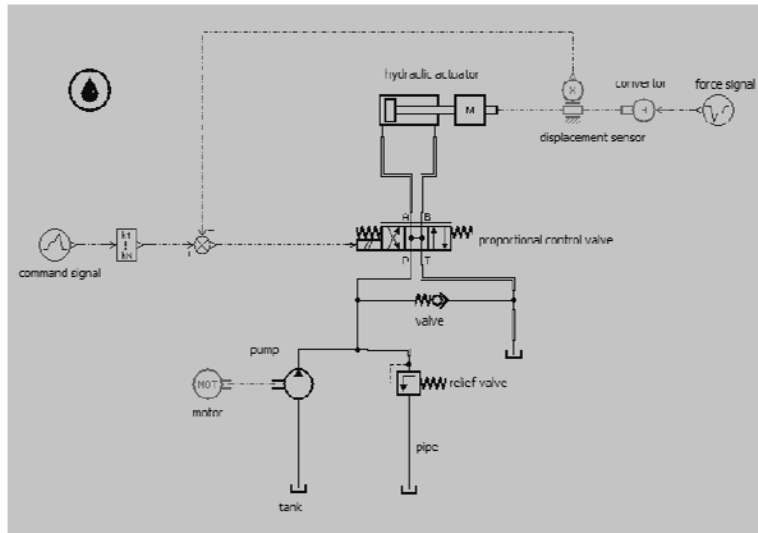 hydraulic actuator
convertor
force signal
M
X
displacement sensor
A B
proportional control valve
k1
command signal
T
valve
pump
MOT
relief valve
motor
pipe
tank